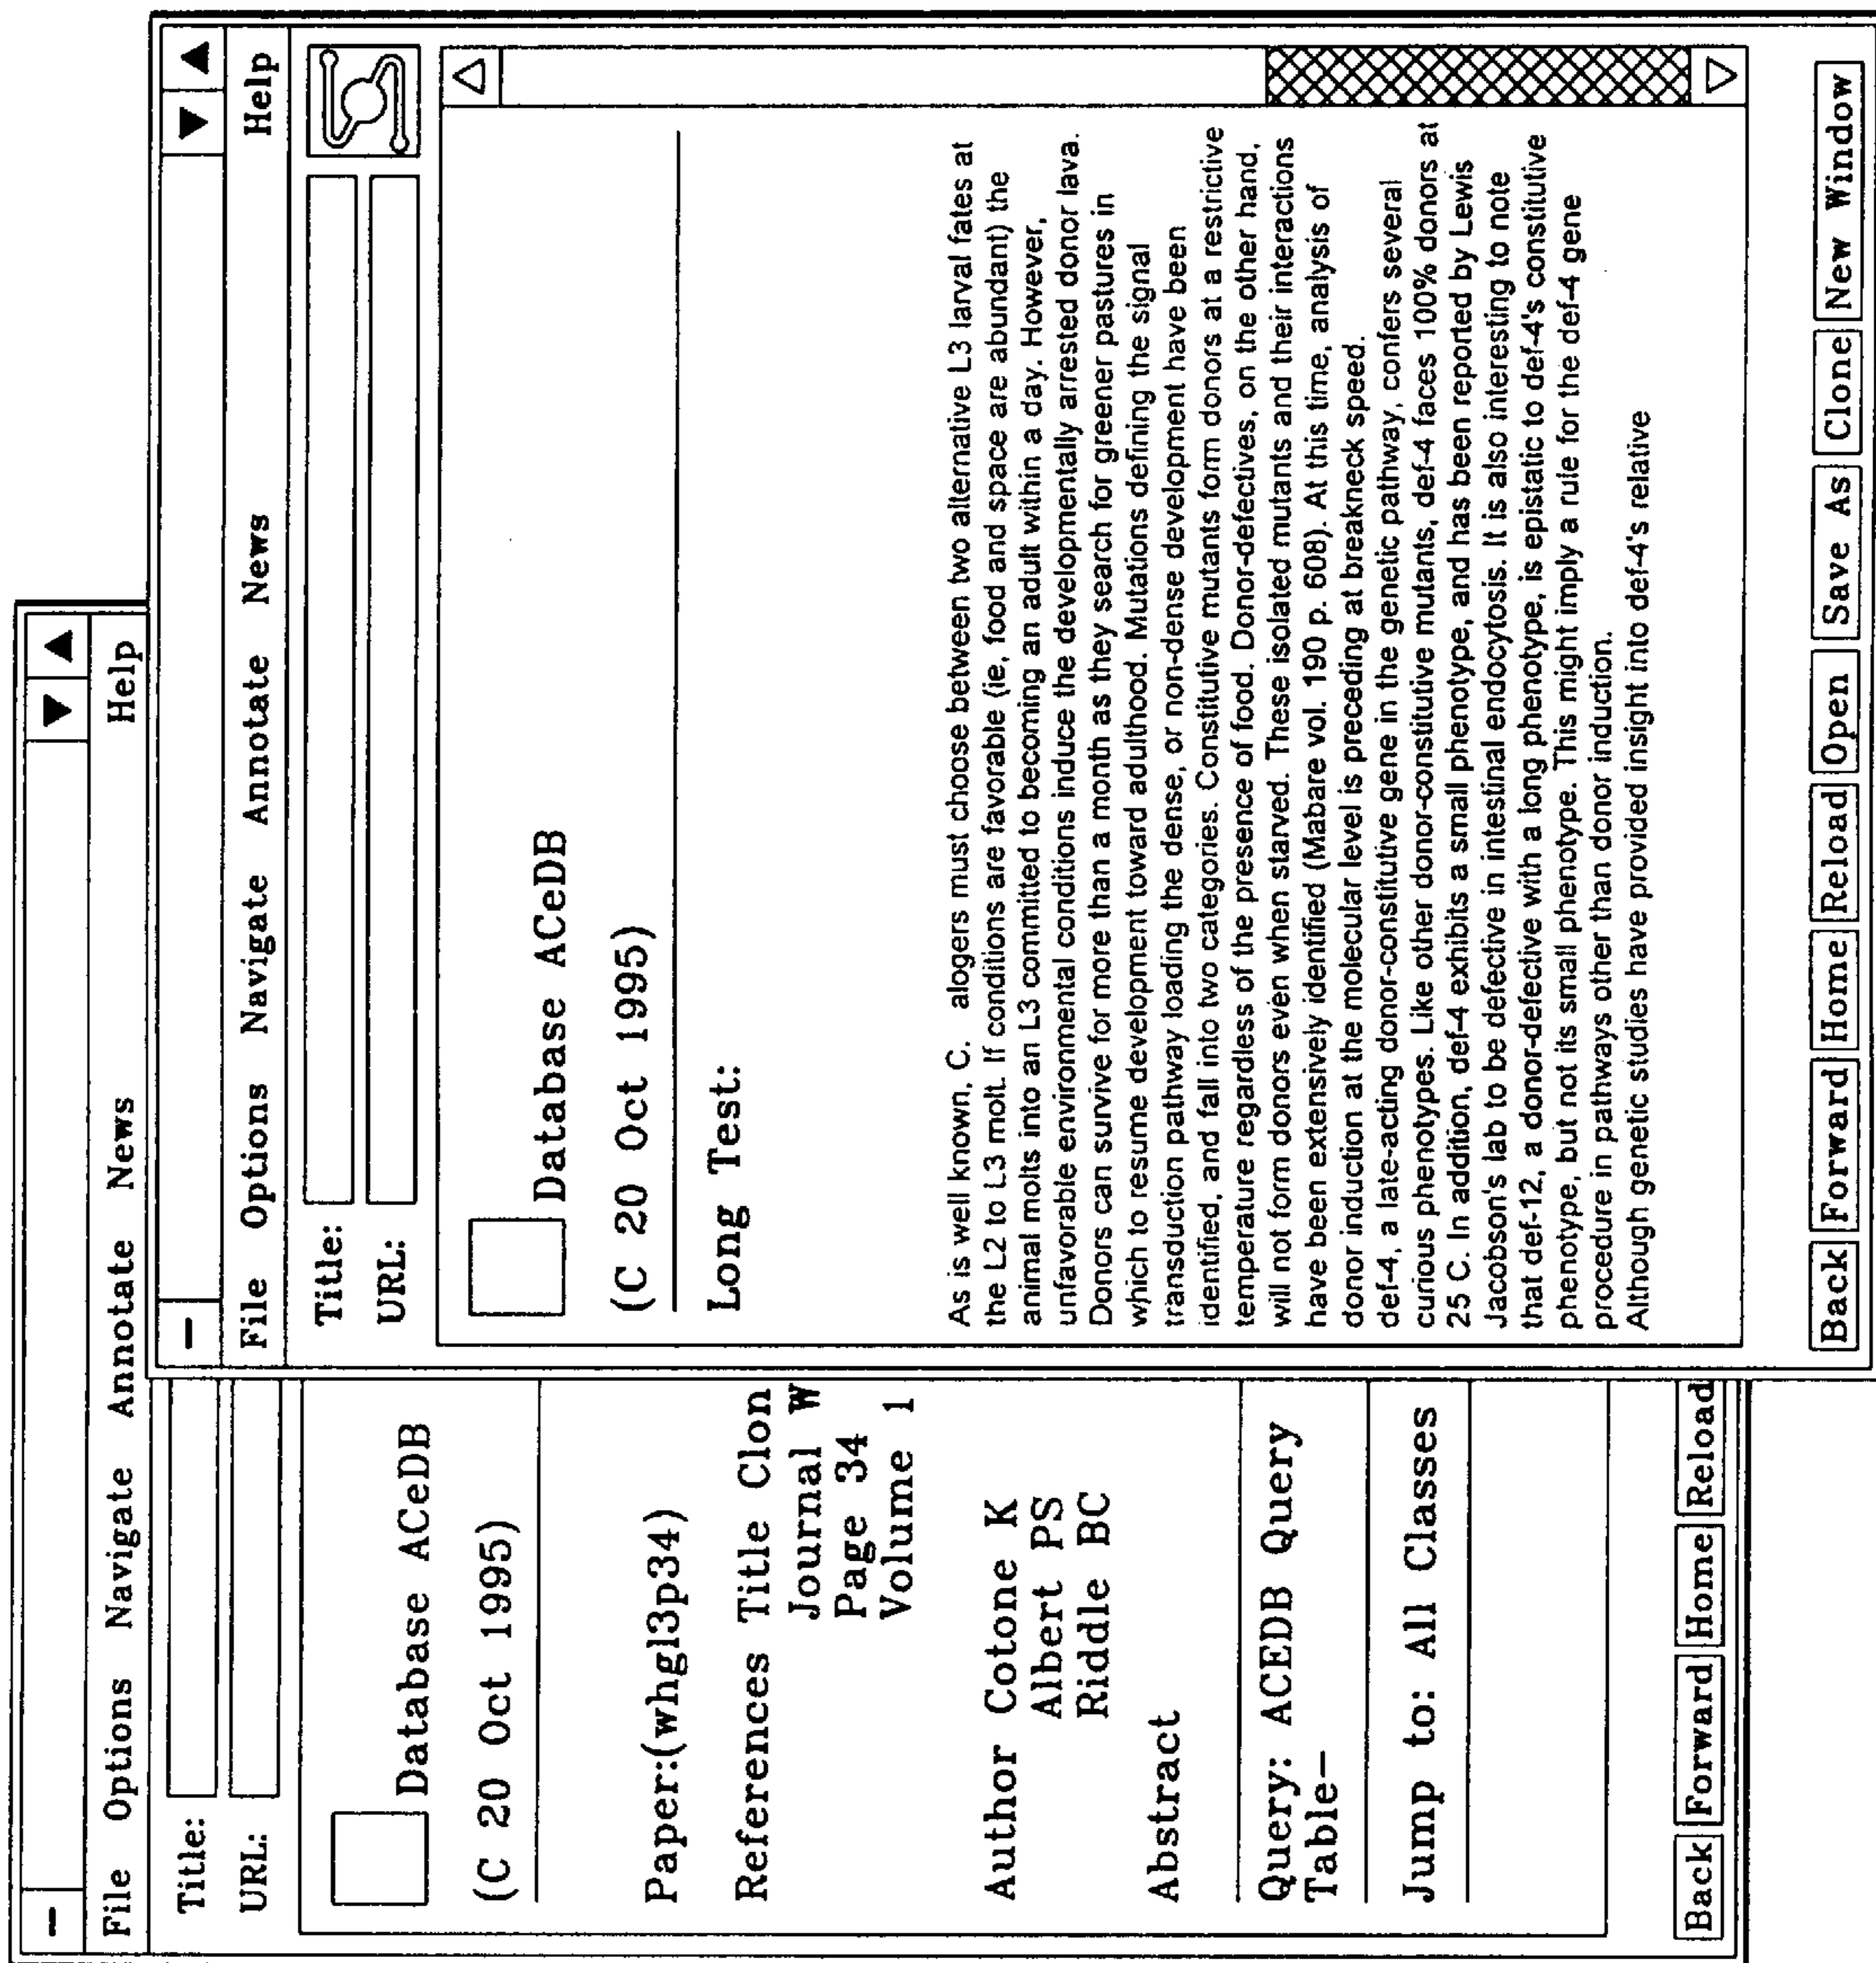 File Options Navigate Annotate News Help
Title:
URL:
Database ACeDB
(C 20 Oct 1995)
Paper:(whgl3p34)
References Title Clon
Journal W
Page 34
Volume 1
Author Cotone K
Albert PS
Riddle BC
Abstract
Query: ACEDB Query
Table-
Jump to: All Classes
Back Forward Home Reload
File Options Navigate Annotate News Help
Title:
URL:
Database ACeDB
(C 20 Oct 1995)
Long Test:
As is well known, C. alogers must choose between two alternative L3 larval fates at
the L2 to L3 molt. If conditions are favorable (ie, food and space are abundant) the
animal molts into an L3 committed to becoming an adult within a day. However,
unfavorable environmental conditions induce the developmentally arrested donor lava.
Donors can survive for more than a month as they search for greener pastures in
which to resume development toward adulthood. Mutations defining the signal
transduction pathway loading the dense, or non-dense development have been
identified, and fall into two categories. Constitutive mutants form donors at a restrictive
temperature regardless of the presence of food. Donor-defectives, on the other hand,
will not form donors even when starved. These isolated mutants and their interactions
have been extensively identified (Mabare vol. 190 p. 608). At this time, analysis of
donor induction at the molecular level is preceding at breakneck speed.
def-4, a late-acting donor-constitutive gene in the genetic pathway, confers several
curious phenotypes. Like other donor-constitutive mutants, def-4 faces 100% donors at
25 C. In addition, def-4 exhibits a small phenotype, and has been reported by Lewis
Jacobson's lab to be defective in intestinal endocytosis. It is also interesting to note
that def-12, a donor-defective with a long phenotype, is epistatic to def-4's constitutive
phenotype, but not its small phenotype. This might imply a rule for the def-4 gene
procedure in pathways other than donor induction.
Although genetic studies have provided insight into def-4's relative
Back Forward Home Reload Open Save As Clone New Window